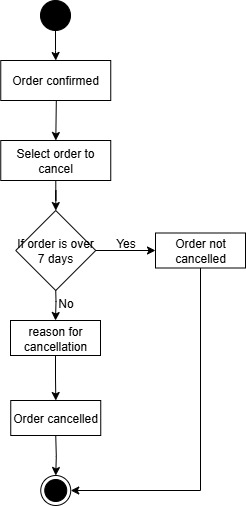 Order confirmed
Select order to
cancel
If order is over
7 days
Yes
Order not
cancelled
No
reason for
cancellation
Order cancelled